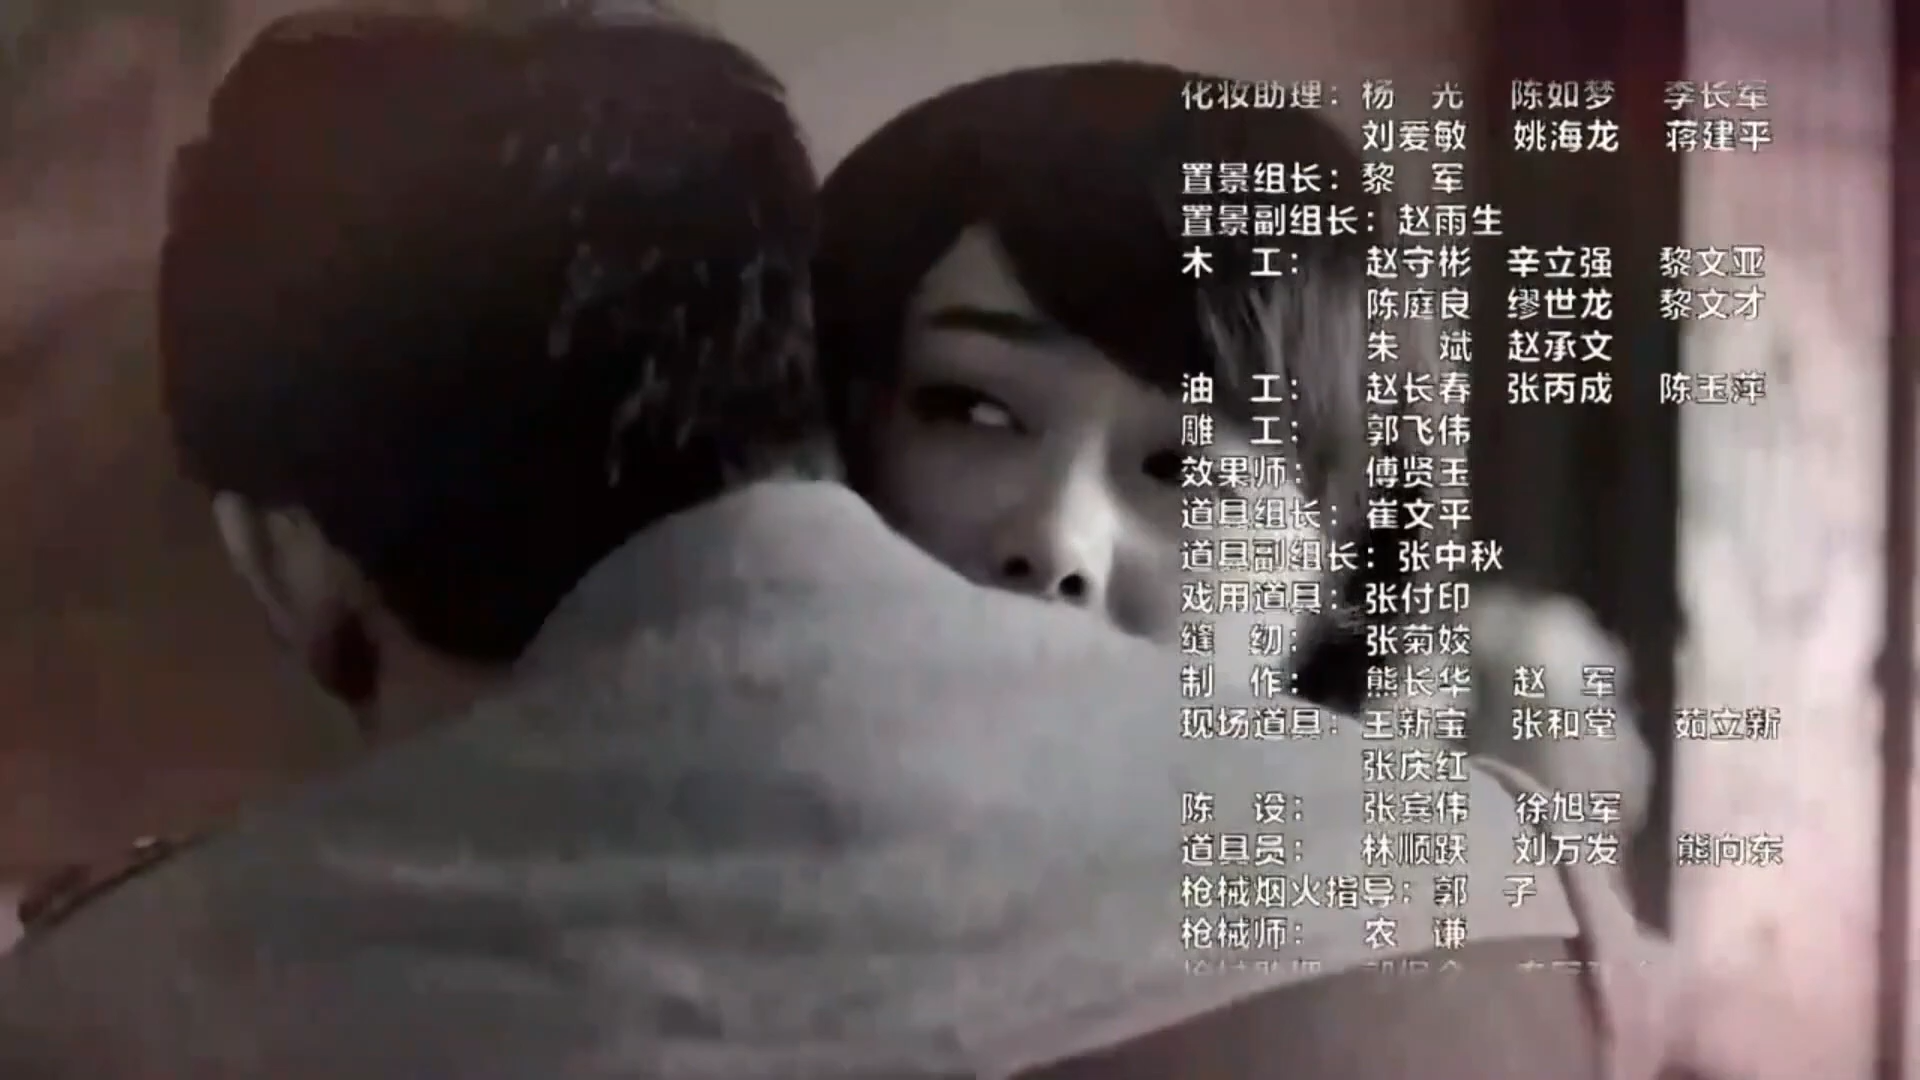 化妆助理：杨　光　陈如梦　李长军
刘爱敏　姚海龙　蒋建平
置景组长：黎　军
置景副组长：赵雨生
木　工：赵守彬　辛立强　黎文亚
陈庭良　缪世龙　黎文才
朱　斌　赵承文
油　工：赵长春　张丙成　陈玉萍
雕　工：郭飞伟
效果师：傅贤玉
道具组长：崔文平
道具副组长：张中秋
戏用道具：张付印
缝　纫：张菊姣
制　作：熊长华　赵　军
现场道具：王新宝　张和堂　茹立新
张庆红
陈　设：张宾伟　徐旭军
道具员：林顺跃　刘万发　熊向东
枪械烟火指导：郭　子
枪械师：农　谦